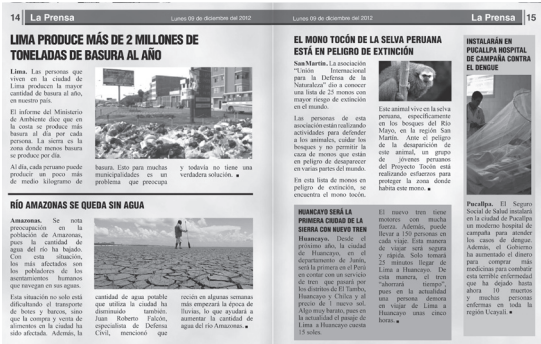 14 La Prensa
Lunes 09 de diciembre del 2012
LIMA PRODUCE MÁS DE 2 MILLONES DE
TONELADAS DE BASURA AL AÑO
Lima. Las personas que
viven en la ciudad de
Lima producen la mayor
cantidad de basura al año,
en nuestro país.
El informe del Ministerio
de Ambiente dice que en
la costa se produce más
basura al día por cada
persona. La sierra es la
zona donde menos basura
se produce por día.
Al día, cada peruano puede
producir un poco más
de medio kilogramo de
basura. Esto para muchas
municipalidades es un
problema que preocupa
y todavía no tiene una
verdadera solución.
RÍO AMAZONAS SE QUEDA SIN AGUA
Amazonas. Se nota
preocupación en la
población de Amazonas,
pues la cantidad de
agua del río ha bajado.
Con esta situación,
los más afectados son
los pobladores de los
asentamientos humanos
que navegan en sus aguas.
Esta situación no solo está
dificultando el transporte
de botes y barcos, sino
que la compra y venta de
alimentos en la ciudad ha
sido afectada. Además, la
cantidad de agua potable
que utiliza la ciudad ha
disminuido también.
Juan Roberto Falcón,
especialista de Defensa
Civil, mencionó que
recién en algunas semanas
más empezará la época de
lluvias, lo que ayudará a
aumentar la cantidad de
agua del río Amazonas.
Lunes 09 de diciembre del 2012
La Prensa 15
EL MONO TOCÓN DE LA SELVA PERUANA
ESTÁ EN PELIGRO DE EXTINCIÓN
SanMartín. La asociación
"Unión Internacional
para la Defensa de la
Naturaleza" dio a conocer
una lista de 25 monos con
mayor riesgo de extinción
en el mundo.
Las personas de esta
asociación están realizando
actividades para defender
a los animales, cuidar los
bosques y no permitir la
caza de monos que están
en peligro de desaparecer
en varias partes del mundo.
En esta lista de monos en
peligro de extinción, se
encuentra el mono tocón.
Este animal vive en la selva
peruana, específicamente
en los bosques del Río
Mayo, en la región San
Martín. Ante el peligro
de la desaparición de
este animal, un grupo
de jóvenes peruanos
del Proyecto Tocón está
realizando esfuerzos para
proteger la zona donde
habita este mono.
HUANCAYO SERÁ LA
PRIMERA CIUDAD DE LA
SIERRA CON NUEVO TREN
Huancayo. Desde el
próximo año, la ciudad
de Huancayo, en el
departamento de Junín,
será la primera en el Perú
en contar con un servicio
de tren que pasará por
los distritos de El Tambo,
Huancayo y Chilca y al
precio de 1 nuevo sol.
Algo muy barato, pues en
la actualidad el pasaje de
Lima a Huancayo cuesta
15 soles.
El nuevo tren tiene
motores con mucha
fuerza. Además, puede
llevar a 150 personas en
cada viaje. Esta manera
de viajar será segura
y rápida. Solo tomará
25 minutos llegar de
Lima a Huancayo. De
esta manera, el tren
"ahorrará tiempo",
pues en la actualidad
una persona demora
en viajar de Lima a
Huancayo unas cinco
horas.
INSTALARÁN EN
PUCALLPA HOSPITAL
DE CAMPAÑA CONTRA
EL DENGUE
Pucallpa. El Seguro
Social de Salud instalará
en la ciudad de Pucallpa
un moderno hospital de
campaña para atender
los casos de dengue.
Además, el Gobierno
ha aumentado el dinero
para comprar más
medicinas para combatir
esta terrible enfermedad
que ha dejado hasta
ahora 10 muertos
y muchas personas
enfermas en toda la
región Ucayali.